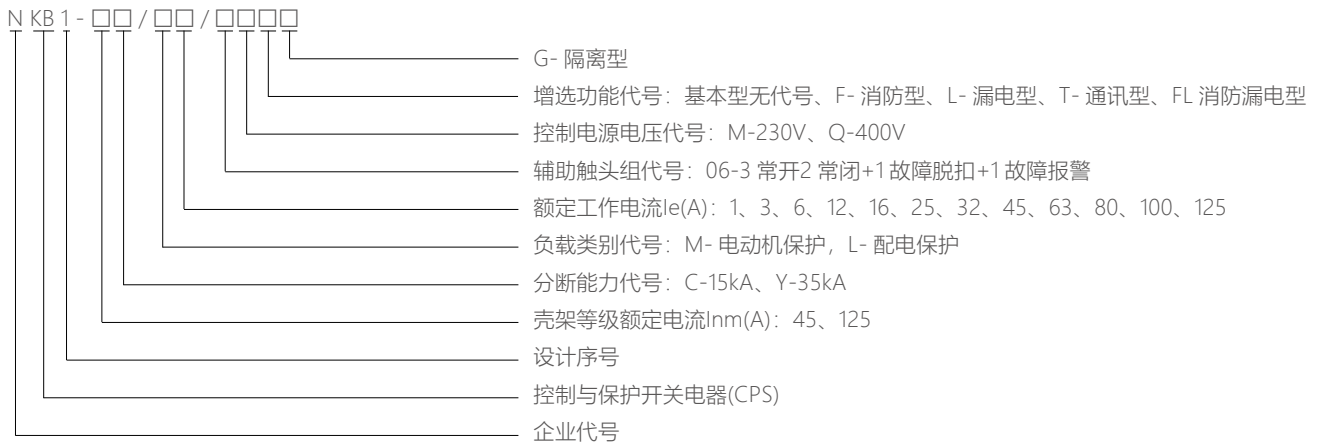 N KB 1 - □□ / □□ / □□□□
G- 隔离型
增选功能代号：基本型无代号、F- 消防型、L- 漏电型、T- 通讯型、FL 消防漏电型
控制电源电压代号：M-230V、Q-400V
辅助触头组代号：06-3 常开2 常闭+1 故障脱扣+1 故障报警
额定工作电流Ie(A)：1、3、6、12、16、25、32、45、63、80、100、125
负载类别代号：M- 电动机保护，L- 配电保护
分断能力代号：C-15kA、Y-35kA
壳架等级额定电流Inm(A)：45、125
设计序号
控制与保护开关电器(CPS)
企业代号